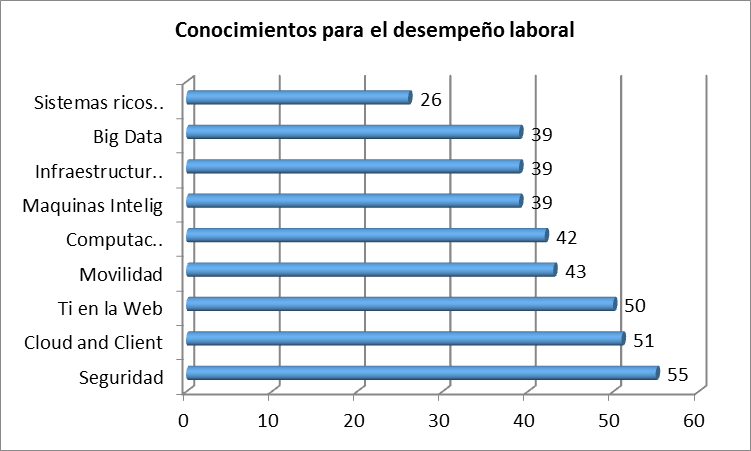 Conocimientos para el desempeño laboral
Sistemas ricos.. 26
Big Data 39
Infraestructur.. 39
Maquinas Intelig 39
Computac.. 42
Movilidad 43
Ti en la Web 50
Cloud and Client 51
Seguridad 55
0 10 20 30 40 50 60